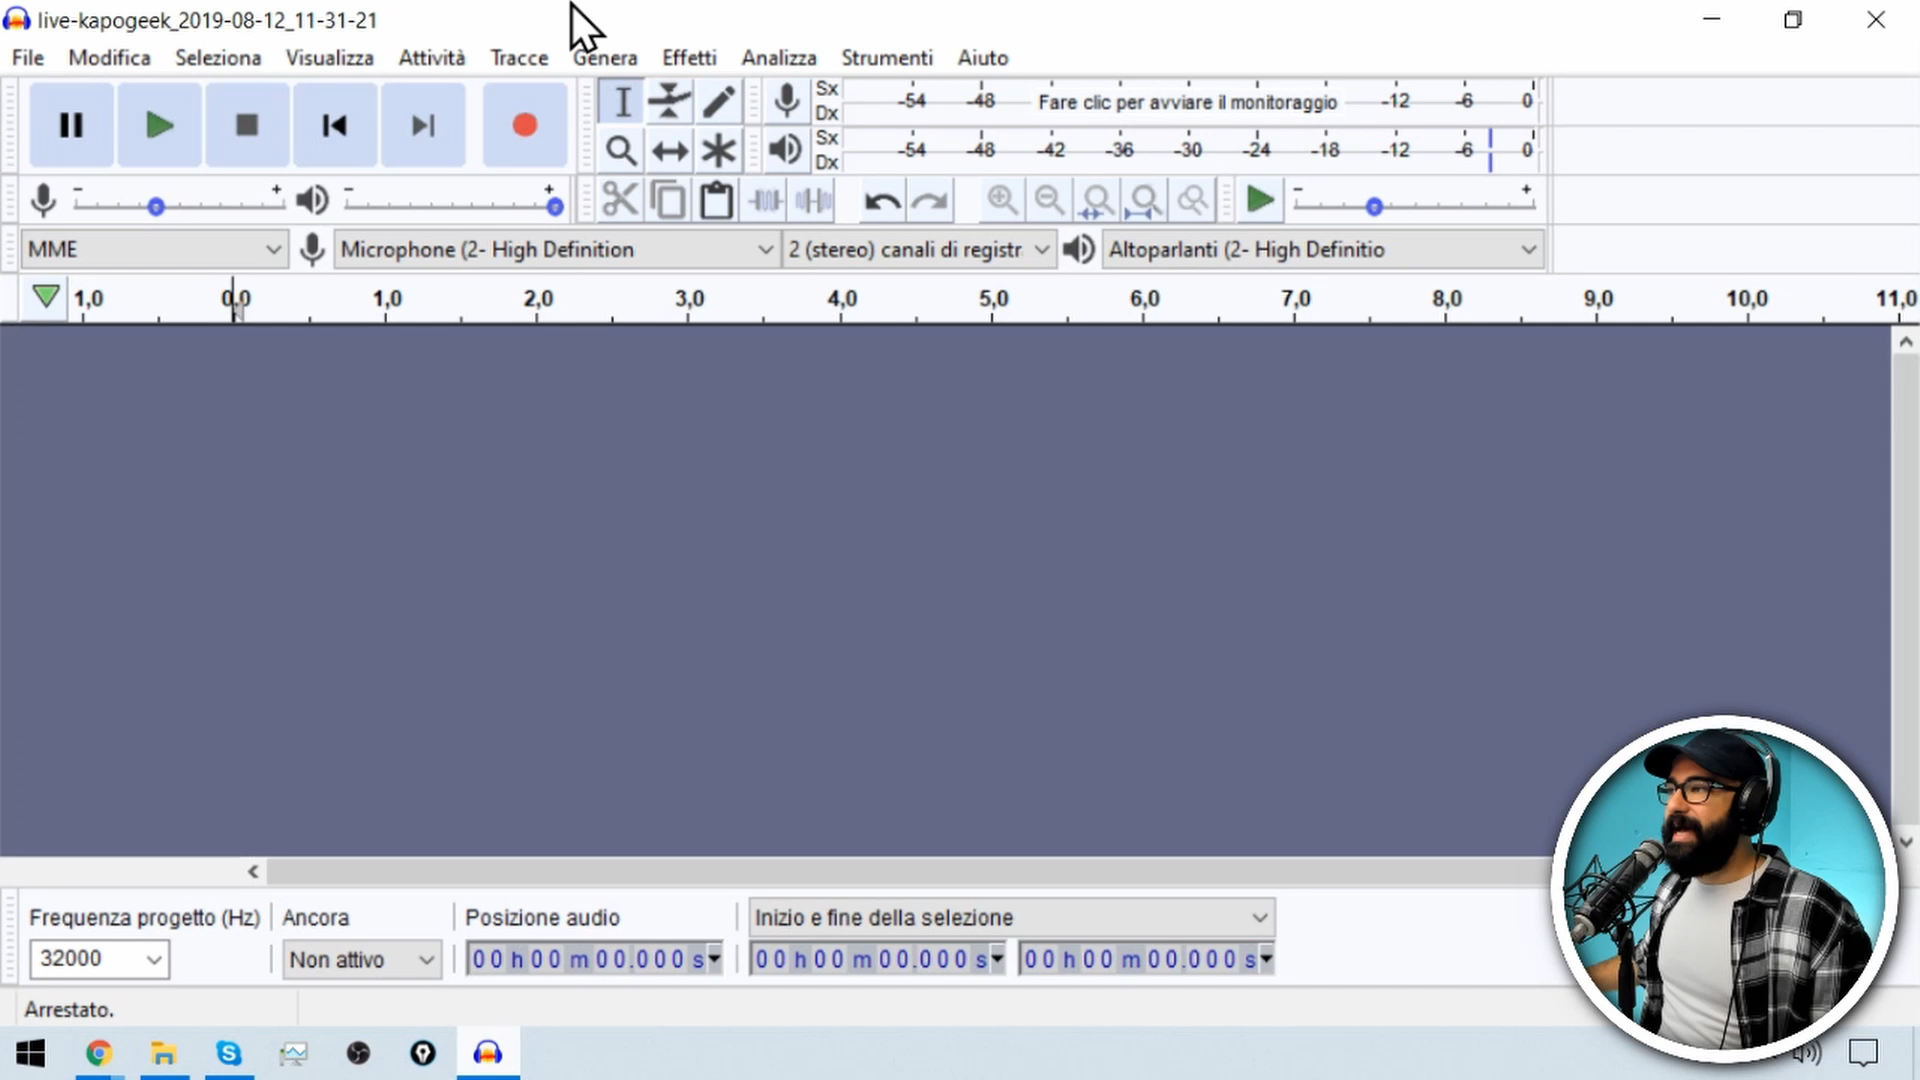 live-kapogeek_2019-08-12_11-31-21
File Modifica Seleziona Visualizza Attività Tracce Genera Effetti Analizza Strumenti Aiuto
Sx
Dx
-54 -48 Fare clic per avviare il monitoraggio -12 -6 0
Sx
Dx
-54 -48 -42 -36 -30 -24 -18 -12 -6 0
- + - + - +
MME Microphone (2- High Definition 2 (stereo) canali di registr. Altoparlanti (2- High Definitio
1,0 0,0 1,0 2,0 3,0 4,0 5,0 6,0 7,0 8,0 9,0 10,0 11,0
Frequenza progetto (Hz) Ancora Posizione audio Inizio e fine della selezione
32000 Non attivo 00 h 00 m 00.000 s 00 h 00 m 00.000 s 00 h 00 m 00.000 s
Arrestato.